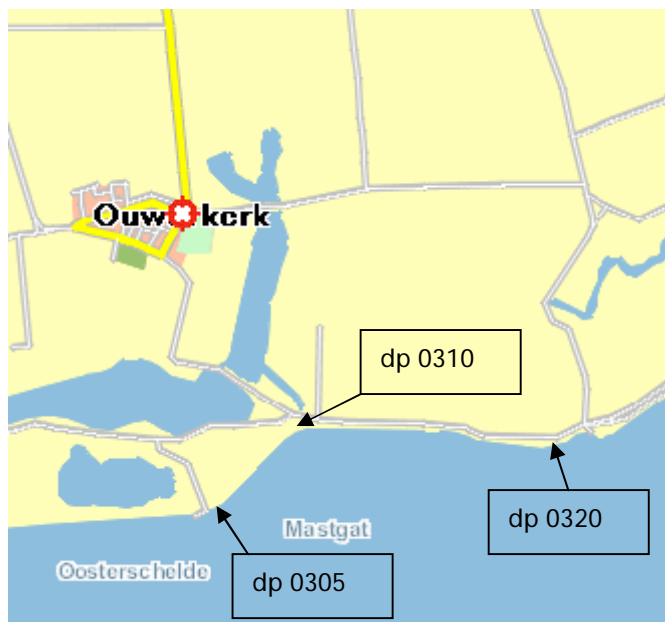 Ouwerkerk
dp 0310
dp 0320
Mastgat
Oosterschelde
dp 0305